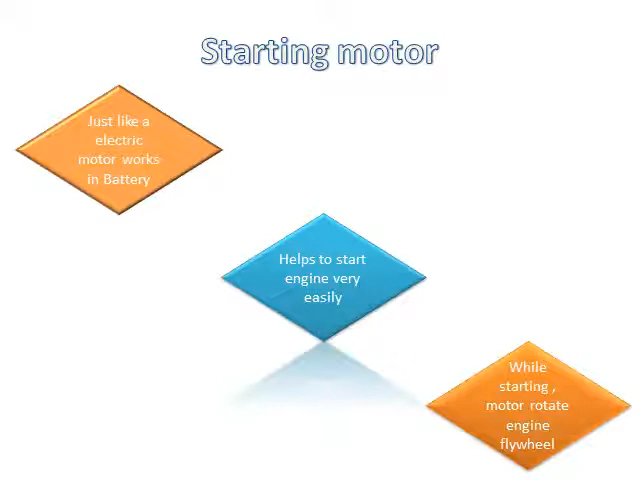 Starting motor
Just like a
electric
motor works
in Battery
Helps to start
engine very
easily
While
starting ,
motor rotate
engine
flywheel